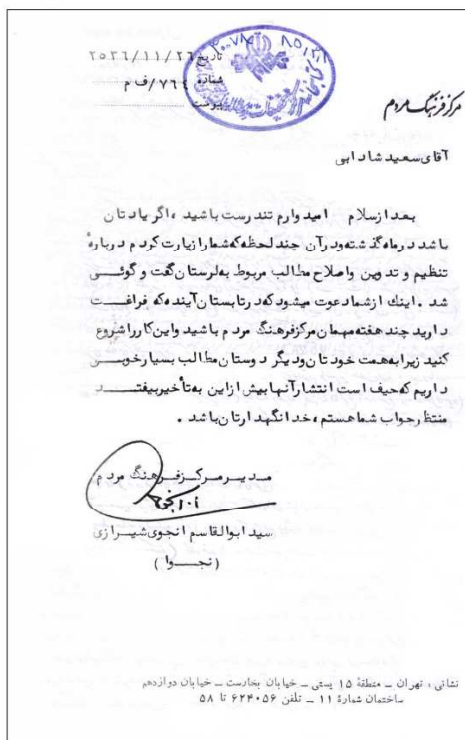 تاریخ ۲۵۳۶/۱۱/۲۶
شماره ۷۶۴/ف م
پیوست
مرکز فرهنگ مردم
آقای سعید شادابی
بعد از سلام امیدوارم تندرست باشید، اگر یادتان
باشد در ماه گذشته و در آن چند لحظه که شما را زیارت کردم درباره‌ٔ
تنظیم و تدوین و اصلاح مطالب مربوط به لرستان گفت و گوئی
شد. اینک از شما دعوت میشود که در تابستان آینده که فراغت
دارید چند هفته مهمان مرکز فرهنگ مردم باشید و این کار را شروع
کنید زیرا به همت خودتان و دیگر دوستان مطالب بسیار خوبی
داریم که حیف است انتشار آنها بیش از این به تأخیر بیفتد
منتظر جواب شما هستم، خدا نگهدارتان باشد.
مدیر مرکز فرهنگ مردم
سید ابوالقاسم انجوی شیرازی
(نجوا)
نشانی، تهران ـ منطقهٔ ۱۵ پستی ـ خیابان بخارست ـ خیابان دوازدهم
ساختمان شمارهٔ ۱۱ ـ تلفن ۶۲۴۰۵۶ تا ۵۸